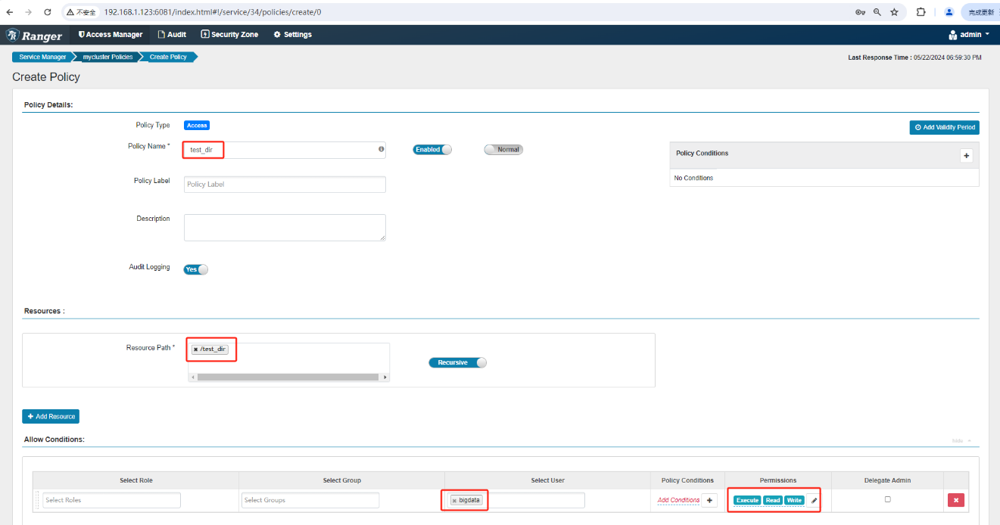 不安全 192.168.1.123:6081/index.html#!/service/34/policies/create/0 完成更新
Ranger Access Manager Audit Security Zone Settings admin
Service Manager mycluster Policies Create Policy Last Response Time : 05/22/2024 06:59:30 PM
Create Policy
Policy Details:
Policy Type Access Add Validity Period
Policy Name * test_dir Enabled Normal Policy Conditions +
Policy Label Policy Label No Conditions
Description
Audit Logging Yes
Resources :
Resource Path * /test_dir Recursive
Add Resource
Allow Conditions: hide
Select Role Select Group Select User Policy Conditions Permissions Delegate Admin
Select Roles Select Groups bigdata Add Conditions + Execute Read Write